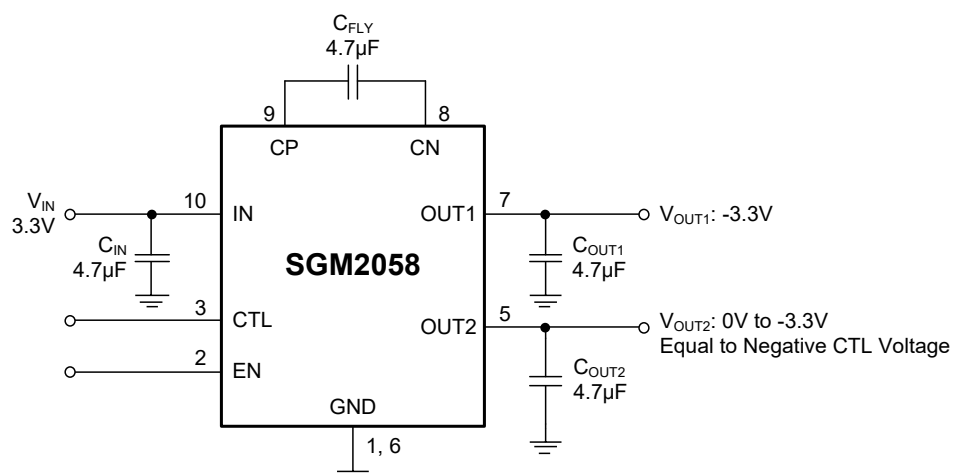 CFLY
4.7µF
9
8
CP
CN
VIN
3.3V
10
IN
OUT1
7
VOUT1: -3.3V
CIN
4.7µF
SGM2058
COUT1
4.7µF
3
CTL
OUT2
5
VOUT2: 0V to -3.3V
Equal to Negative CTL Voltage
2
EN
COUT2
4.7µF
GND
1, 6